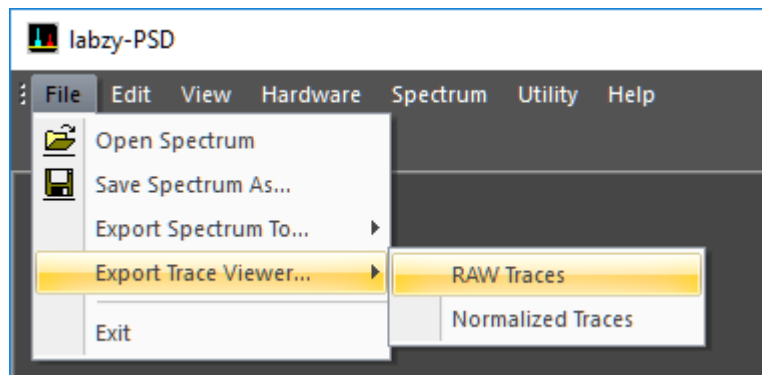 labzy-PSD
File Edit View Hardware Spectrum Utility Help
Open Spectrum
Save Spectrum As...
Export Spectrum To...
Export Trace Viewer...
RAW Traces
Normalized Traces
Exit